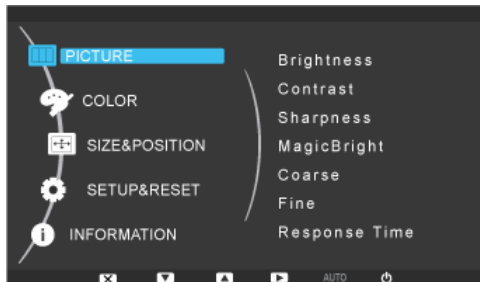 PICTURE
COLOR
SIZE&POSITION
SETUP&RESET
INFORMATION
Brightness
Contrast
Sharpness
MagicBright
Coarse
Fine
Response Time
AUTO